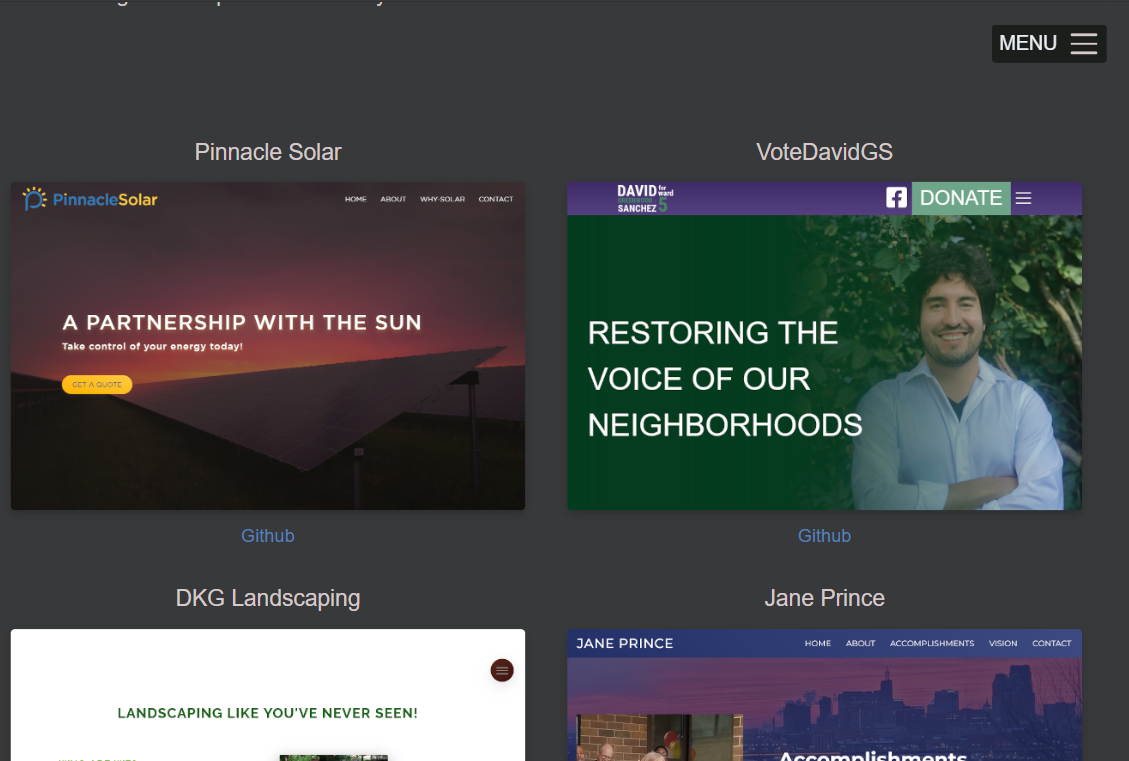 MENU
Pinnacle Solar
VoteDavidGS
PinnacleSolar
HOME ABOUT WHY-SOLAR CONTACT
A PARTNERSHIP WITH THE SUN
Take control of your energy today!
GET A QUOTE
DAVID for ward
GREENWOOD - 5
SANCHEZ
DONATE
RESTORING THE
VOICE OF OUR
NEIGHBORHOODS
Github
Github
DKG Landscaping
Jane Prince
LANDSCAPING LIKE YOU'VE NEVER SEEN!
JANE PRINCE
HOME ABOUT ACCOMPLISHMENTS VISION CONTACT
Accomplishments